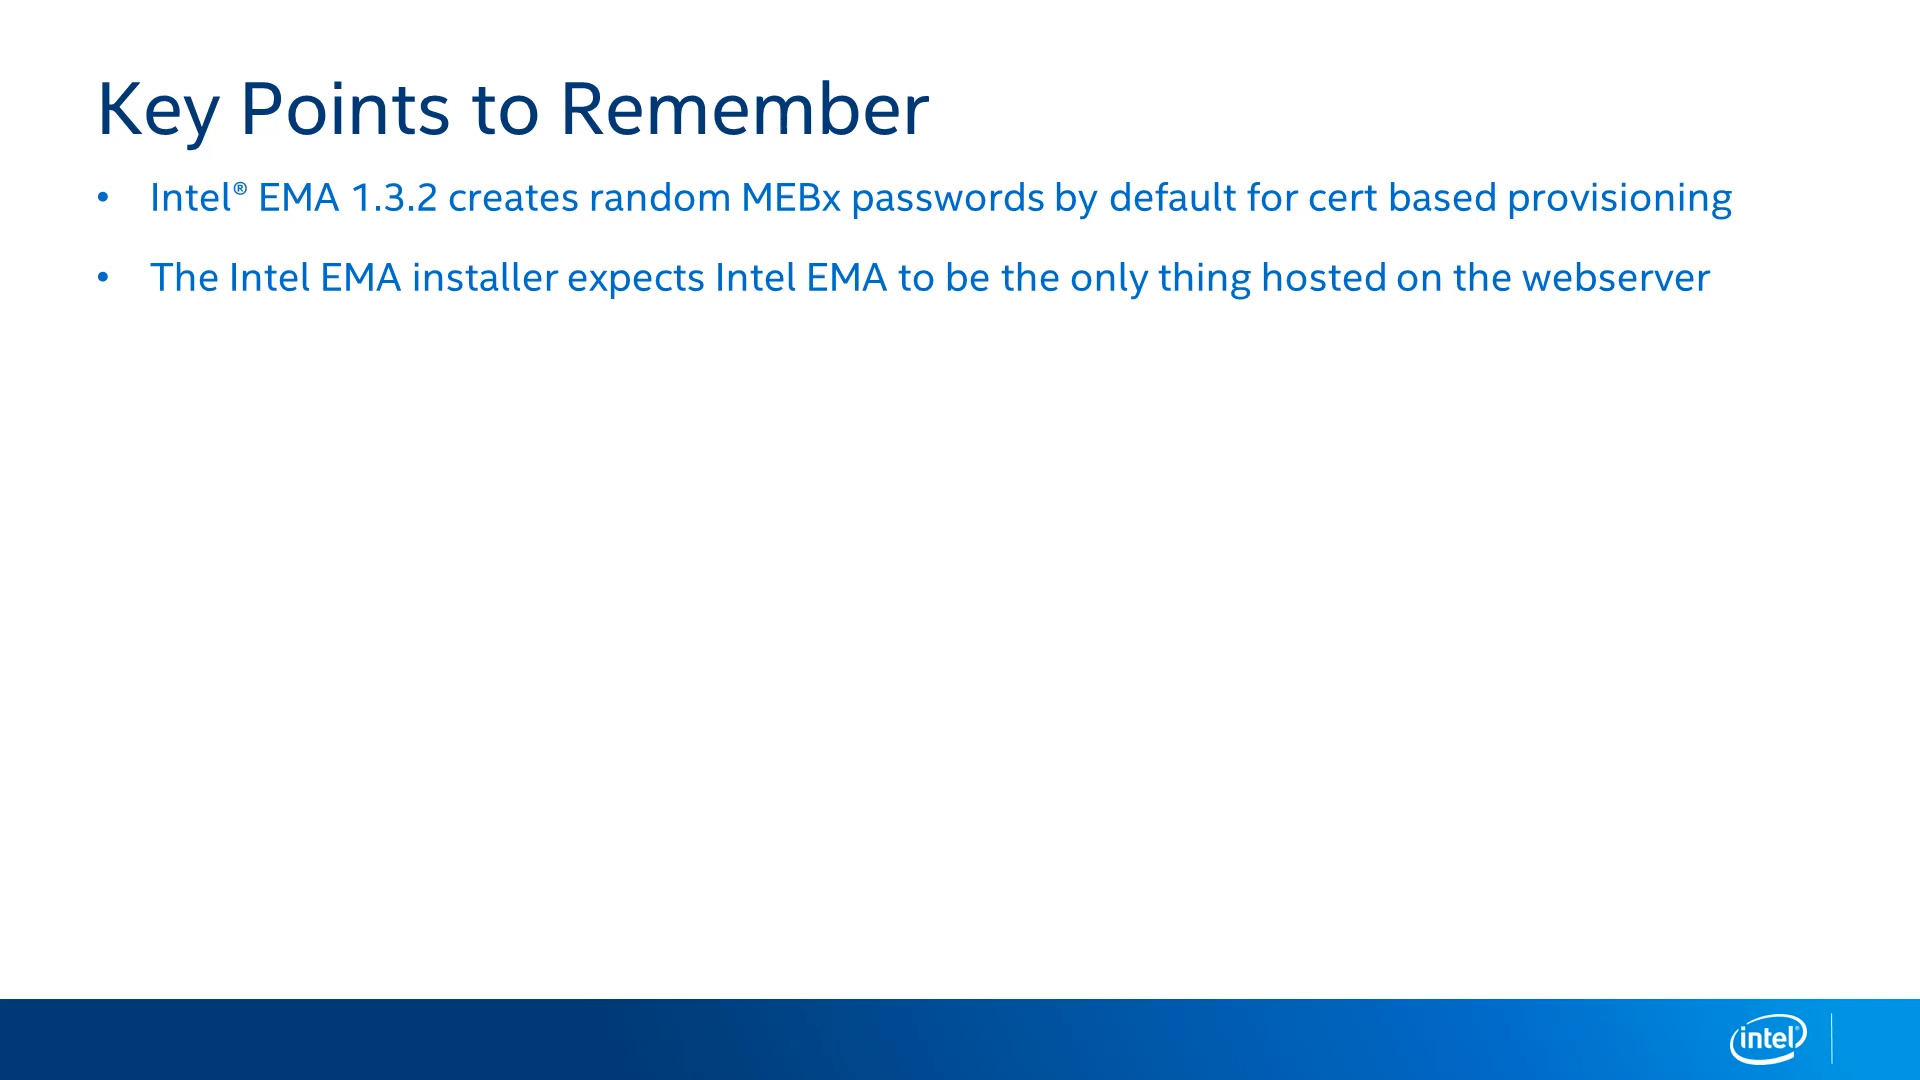 Key Points to Remember
• Intel® EMA 1.3.2 creates random MEBx passwords by default for cert based provisioning
• The Intel EMA installer expects Intel EMA to be the only thing hosted on the webserver
intel®